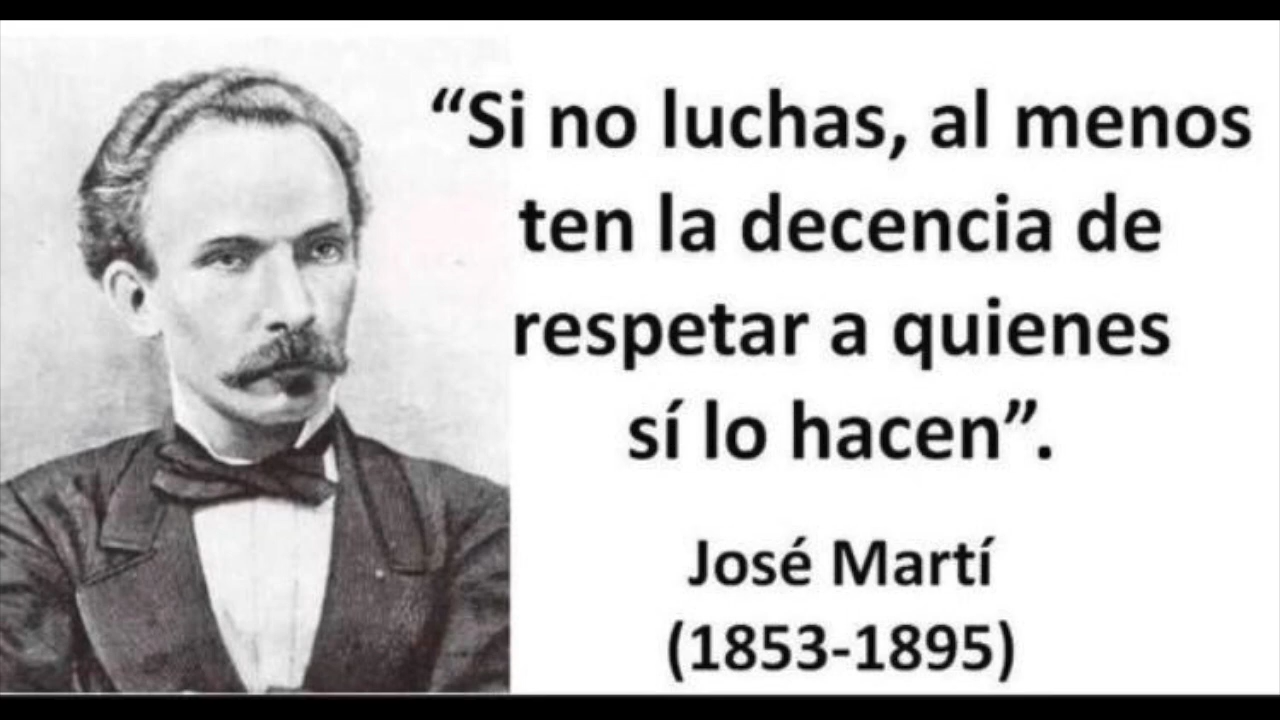 “Si no luchas, al menos
ten la decencia de
respetar a quienes
sí lo hacen”.
José Martí
(1853-1895)